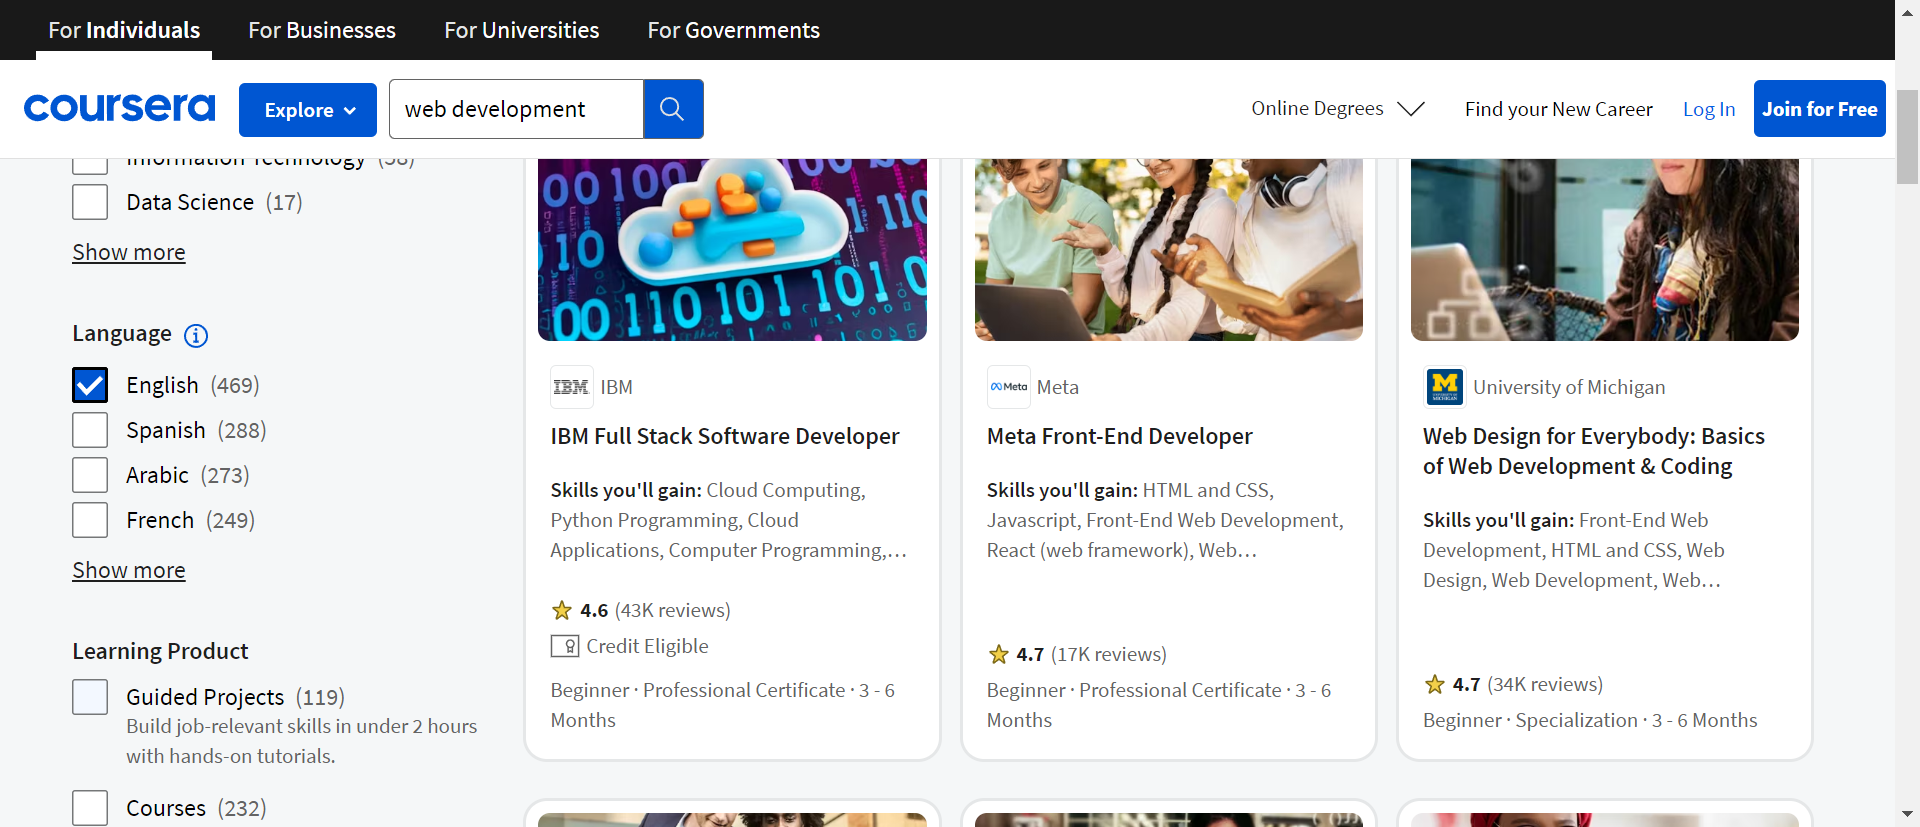 For Individuals
For Businesses
For Universities
For Governments
coursera
Explore
web development
Online Degrees
Find your New Career
Log In
Join for Free
Information Technology (58)
Data Science (17)
Show more
Language
English (469)
Spanish (288)
Arabic (273)
French (249)
Show more
Learning Product
Guided Projects (119)
Build job-relevant skills in under 2 hours
with hands-on tutorials.
Courses (232)
IBM
IBM
IBM Full Stack Software Developer
Skills you'll gain: Cloud Computing,
Python Programming, Cloud
Applications, Computer Programming,...
4.6 (43K reviews)
Credit Eligible
Beginner · Professional Certificate · 3 - 6
Months
Meta
Meta
Meta Front-End Developer
Skills you'll gain: HTML and CSS,
Javascript, Front-End Web Development,
React (web framework), Web...
4.7 (17K reviews)
Beginner · Professional Certificate · 3 - 6
Months
M
University of Michigan
Web Design for Everybody: Basics
of Web Development & Coding
Skills you'll gain: Front-End Web
Development, HTML and CSS, Web
Design, Web Development, Web...
4.7 (34K reviews)
Beginner · Specialization · 3 - 6 Months